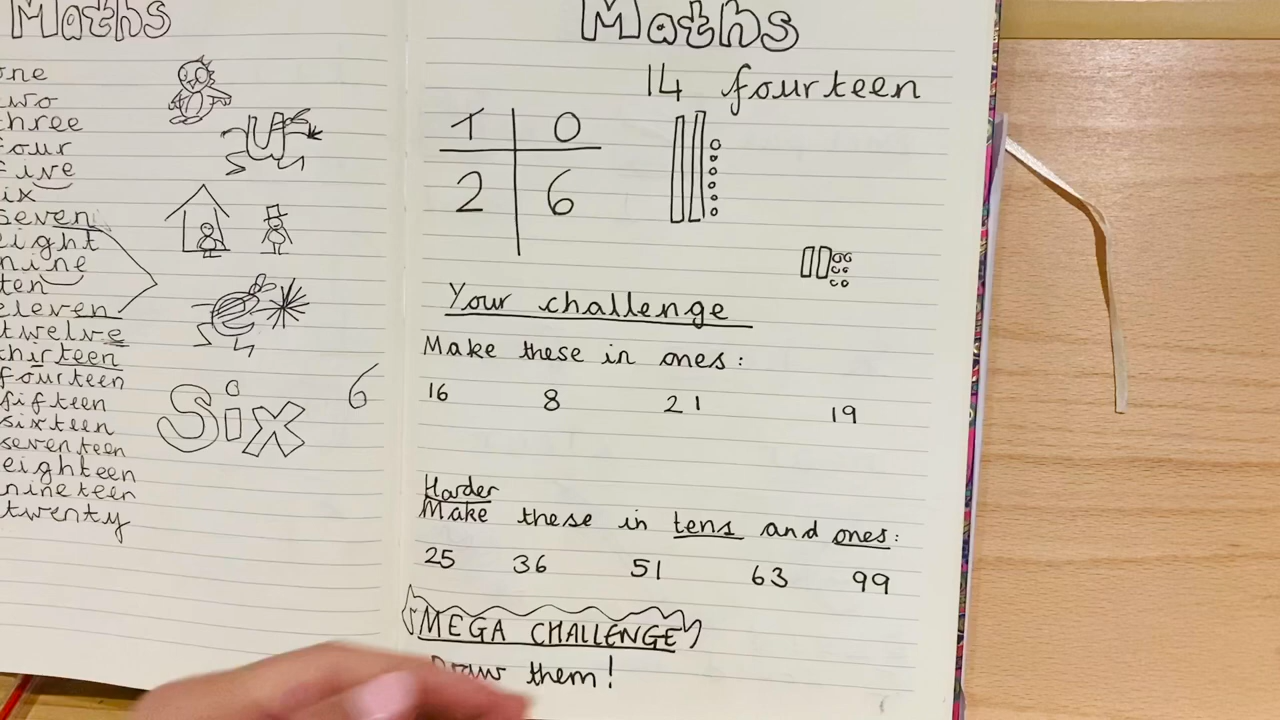 Maths
one
two
three
four
five
six
seven
eight
nine
ten
eleven
twelve
thirteen
fourteen
fifteen
sixteen
seventeen
eighteen
nineteen
twenty
Six 6
Maths
14 fourteen
T O
2 6
Your challenge
Make these in ones:
16 8 21 19
Harder
Make these in tens and ones:
25 36 51 63 99
MEGA CHALLENGE
Draw them!